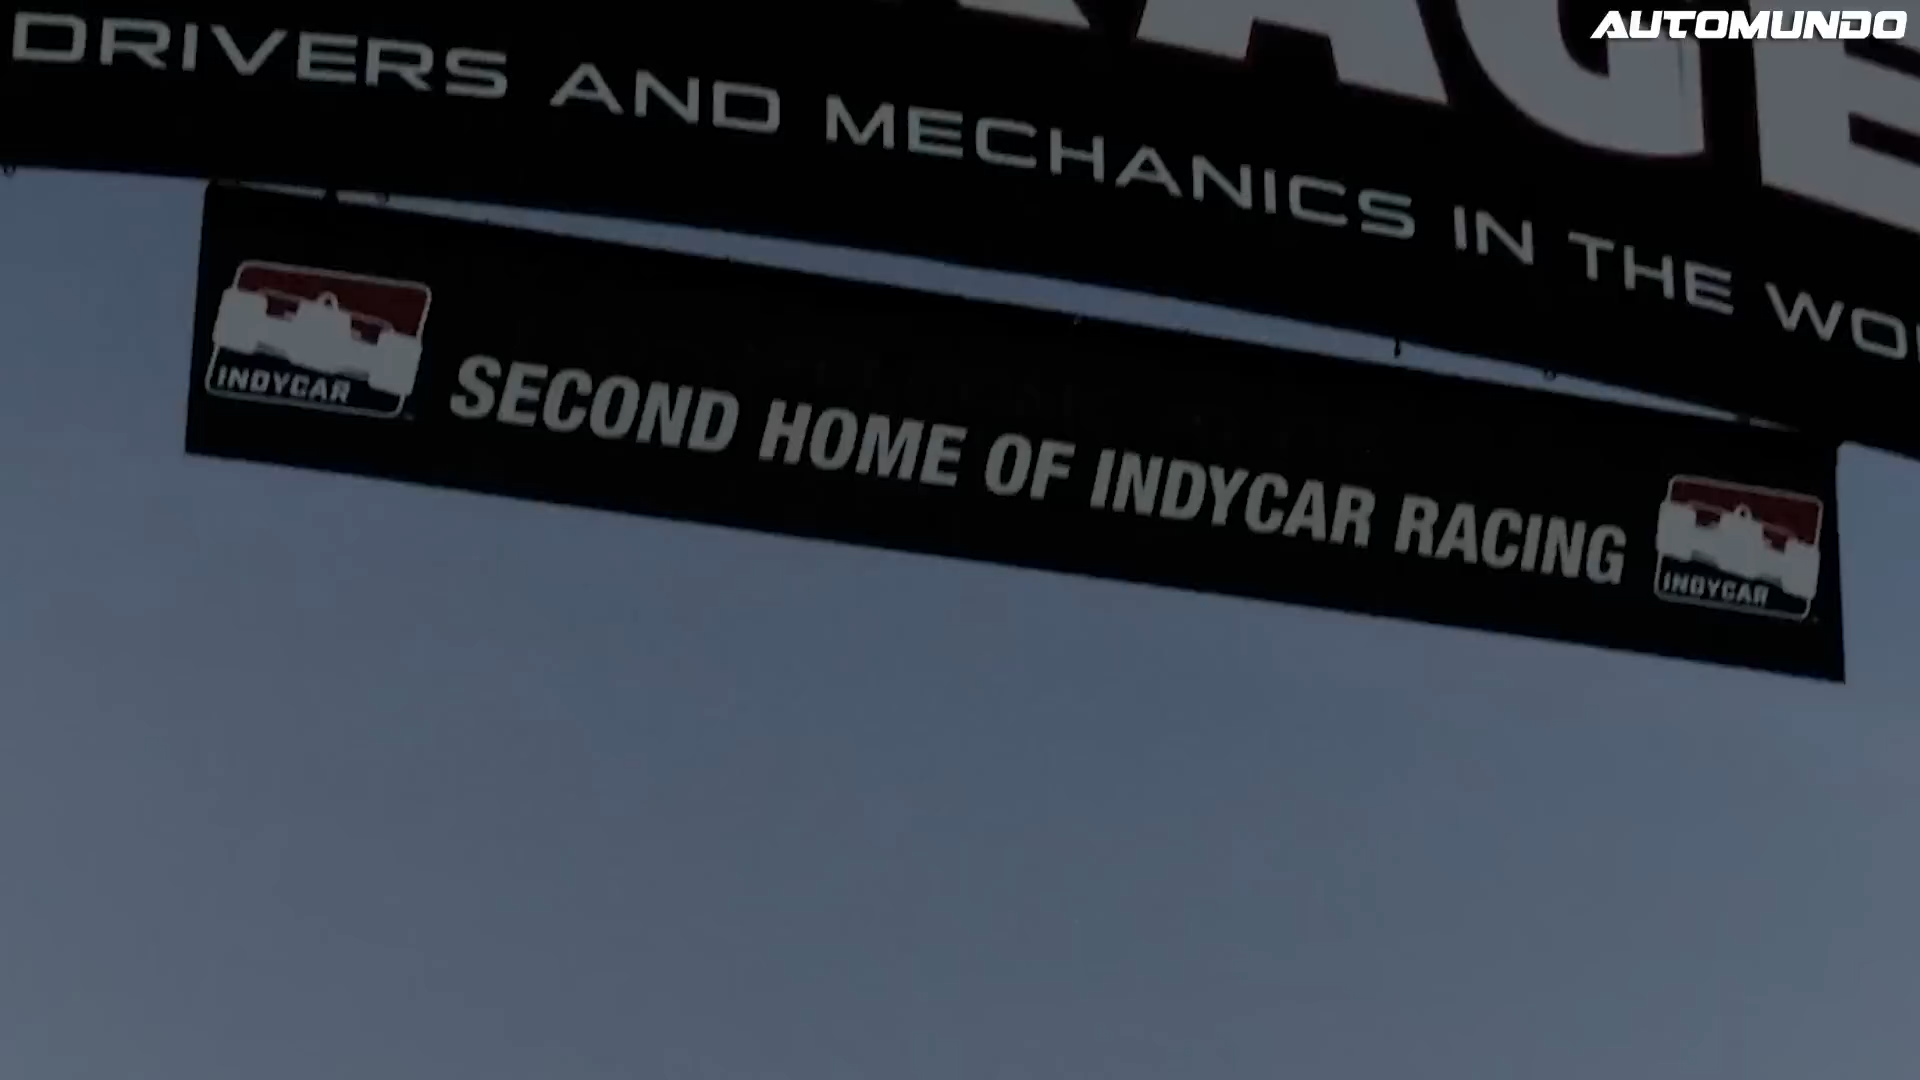 AUTOMUNDO
DRIVERS AND MECHANICS IN THE
SECOND HOME OF INDYCAR RACING
INDYCAR
INDYCAR